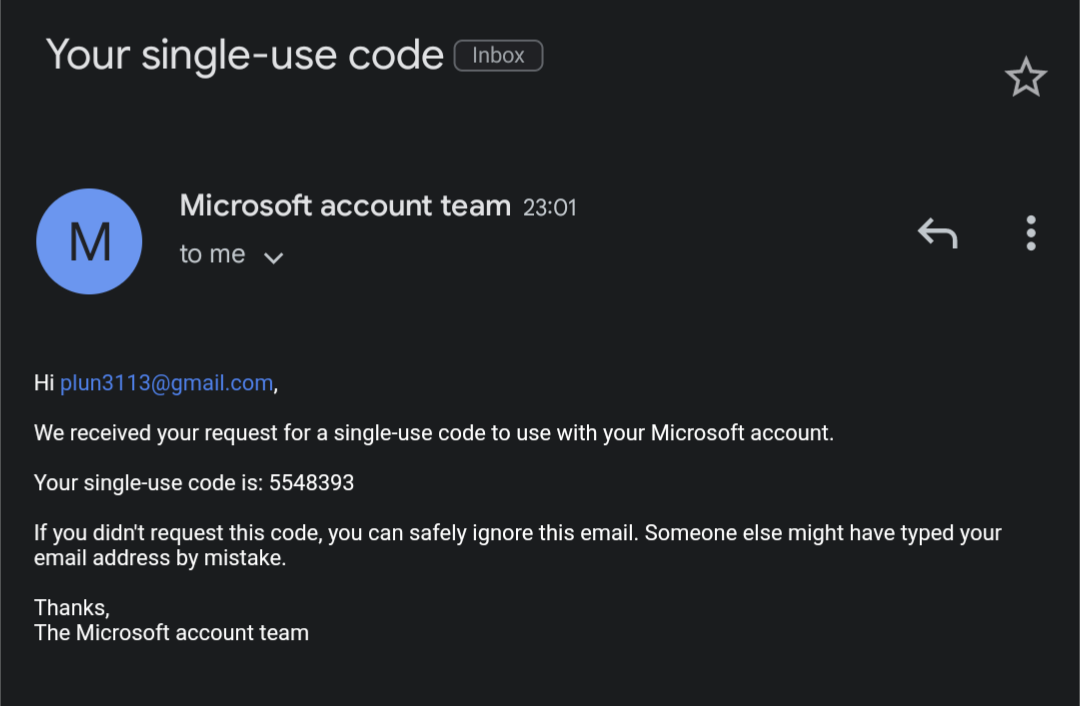 Your single-use code Inbox
M
Microsoft account team 23:01
to me
Hi plun3113@gmail.com,
We received your request for a single-use code to use with your Microsoft account.
Your single-use code is: 5548393
If you didn't request this code, you can safely ignore this email. Someone else might have typed your
email address by mistake.
Thanks,
The Microsoft account team